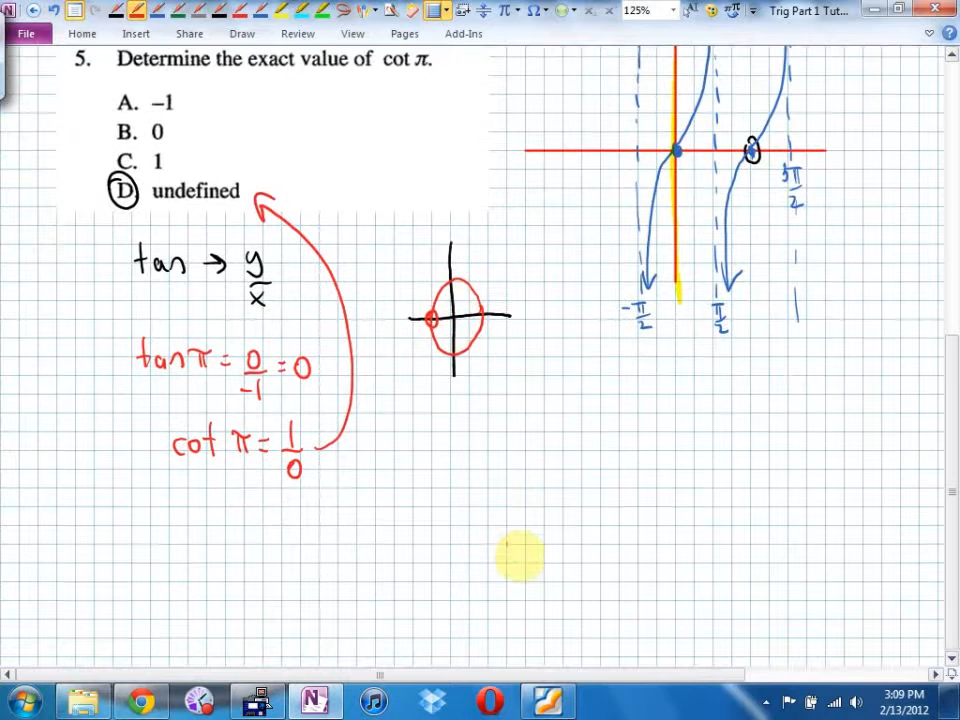 125%
Trig Part 1 Tut...
File Home Insert Share Draw Review View Pages Add-Ins
5. Determine the exact value of cot π.
A. –1
B. 0
C. 1
D. undefined
tan → y/x
tan π = 0/-1 = 0
cot π = 1/0
-π/2
π/2
3π/2
3:09 PM
2/13/2012